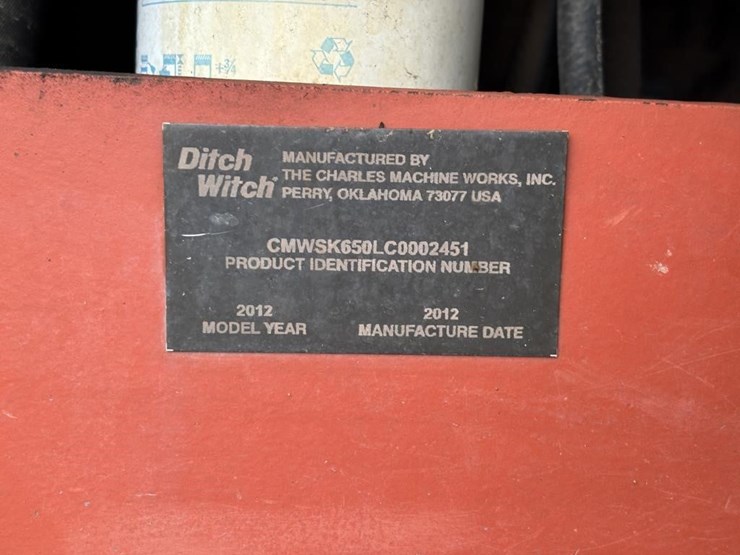 Ditch Witch
MANUFACTURED BY
THE CHARLES MACHINE WORKS, INC.
PERRY, OKLAHOMA 73077 USA
CMWSK650LC0002451
PRODUCT IDENTIFICATION NUMBER
2012
MODEL YEAR
2012
MANUFACTURE DATE